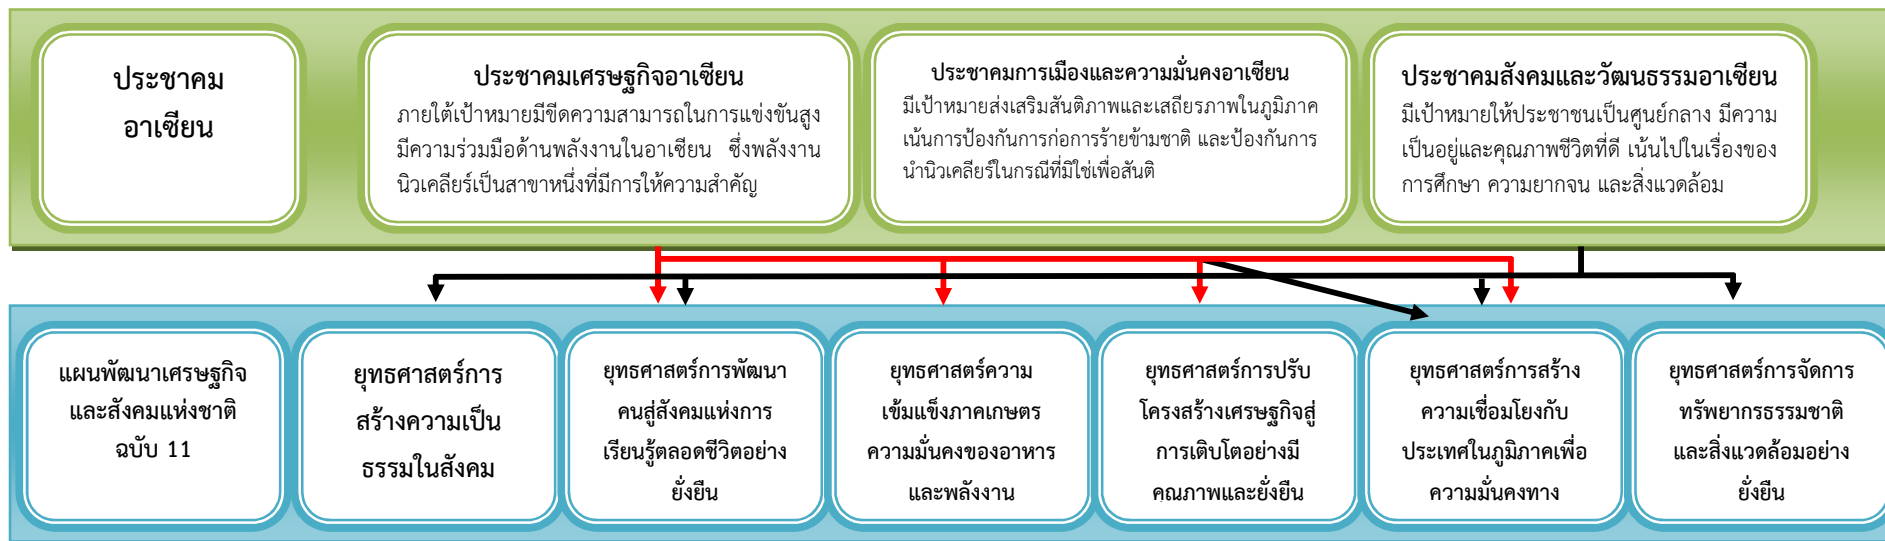 ประชาคม
อาเซียน
ประชาคมเศรษฐกิจอาเซียน
ภายใต้เป้าหมายมีขีดความสามารถในการแข่งขันสูง
มีความร่วมมือด้านพลังงานในอาเซียน ซึ่งพลังงาน
นิวเคลียร์เป็นสาขาหนึ่งที่มีการให้ความสำคัญ
ประชาคมการเมืองและความมั่นคงอาเซียน
มีเป้าหมายส่งเสริมสันติภาพและเสถียรภาพในภูมิภาค
เน้นการป้องกันการก่อการร้ายข้ามชาติ และป้องกันการ
นำนิวเคลียร์ในกรณีที่มิใช่เพื่อสันติ
ประชาคมสังคมและวัฒนธรรมอาเซียน
มีเป้าหมายให้ประชาชนเป็นศูนย์กลาง มีความ
เป็นอยู่และคุณภาพชีวิตที่ดี เน้นไปในเรื่องของ
การศึกษา ความยากจน และสิ่งแวดล้อม
แผนพัฒนาเศรษฐกิจ
และสังคมแห่งชาติ
ฉบับ 11
ยุทธศาสตร์การ
สร้างความเป็น
ธรรมในสังคม
ยุทธศาสตร์การพัฒนา
คนสู่สังคมแห่งการ
เรียนรู้ตลอดชีวิตอย่าง
ยั่งยืน
ยุทธศาสตร์ความ
เข้มแข็งภาคเกษตร
ความมั่นคงของอาหาร
และพลังงาน
ยุทธศาสตร์การปรับ
โครงสร้างเศรษฐกิจสู่
การเติบโตอย่างมี
คุณภาพและยั่งยืน
ยุทธศาสตร์การสร้าง
ความเชื่อมโยงกับ
ประเทศในภูมิภาคเพื่อ
ความมั่นคงทาง
ยุทธศาสตร์การจัดการ
ทรัพยากรธรรมชาติ
และสิ่งแวดล้อมอย่าง
ยั่งยืน